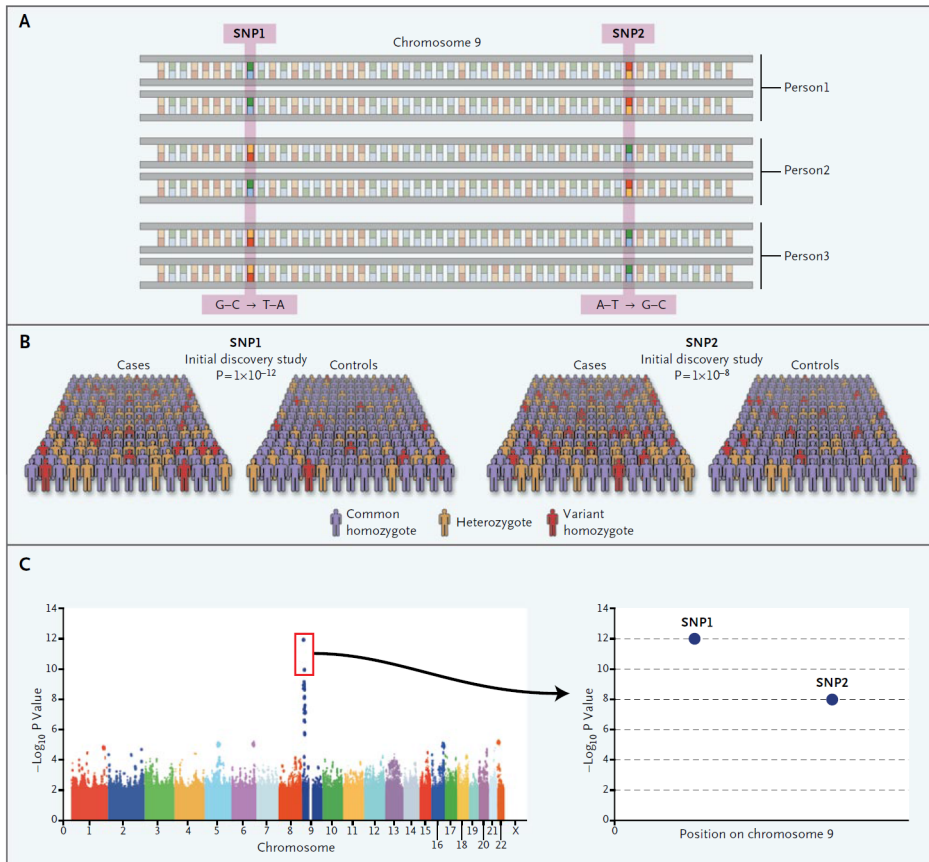 A
SNP1
Chromosome 9
SNP2
Person1
Person2
Person3
G–C → T–A
A–T → G–C
B
SNP1
Cases
Initial discovery study
Controls
P=1×10⁻¹²
SNP2
Cases
Initial discovery study
Controls
P=1×10⁻⁸
Common homozygote
Heterozygote
Variant homozygote
C
−Log₁₀ P Value
14
12
10
8
6
4
2
0
0 1 2 3 4 5 6 7 8 9 10 11 12 13 14 15 16 17 18 19 20 21 22 X
Chromosome
−Log₁₀ P Value
14
12
10
8
6
4
2
0
SNP1
SNP2
0
Position on chromosome 9